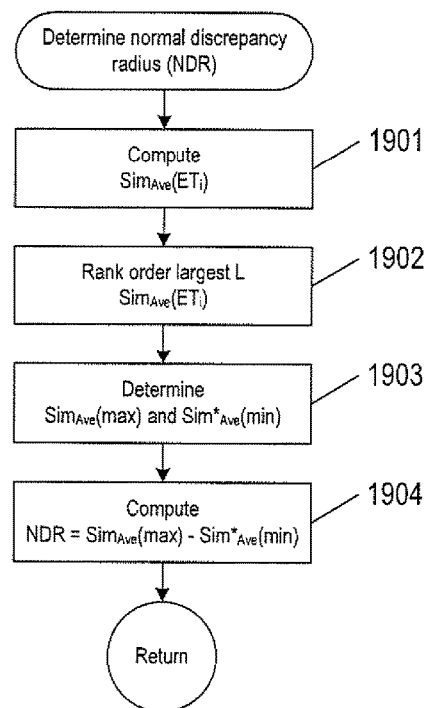 Determine normal discrepancy
radius (NDR)
1901
Compute
SimAve(ETi)
1902
Rank order largest L
SimAve(ETi)
1903
Determine
SimAve(max) and Sim*Ave(min)
1904
Compute
NDR = SimAve(max) - Sim*Ave(min)
Return